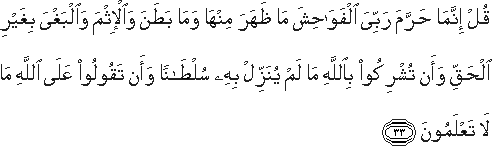 قُلْ إِنَّمَا حَرَّمَ رَبِّىَ ٱلْفَوَٰحِشَ مَا ظَهَرَ مِنْهَا وَمَا بَطَنَ وَٱلْإِثْمَ وَٱلْبَغْىَ بِغَيْرِ
ٱلْحَقِّ وَأَن تُشْرِكُوا۟ بِٱللَّهِ مَا لَمْ يُنَزِّلْ بِهِۦ سُلْطَـٰنًا وَأَن تَقُولُوا۟ عَلَى ٱللَّهِ مَا
لَا تَعْلَمُونَ ٣٣